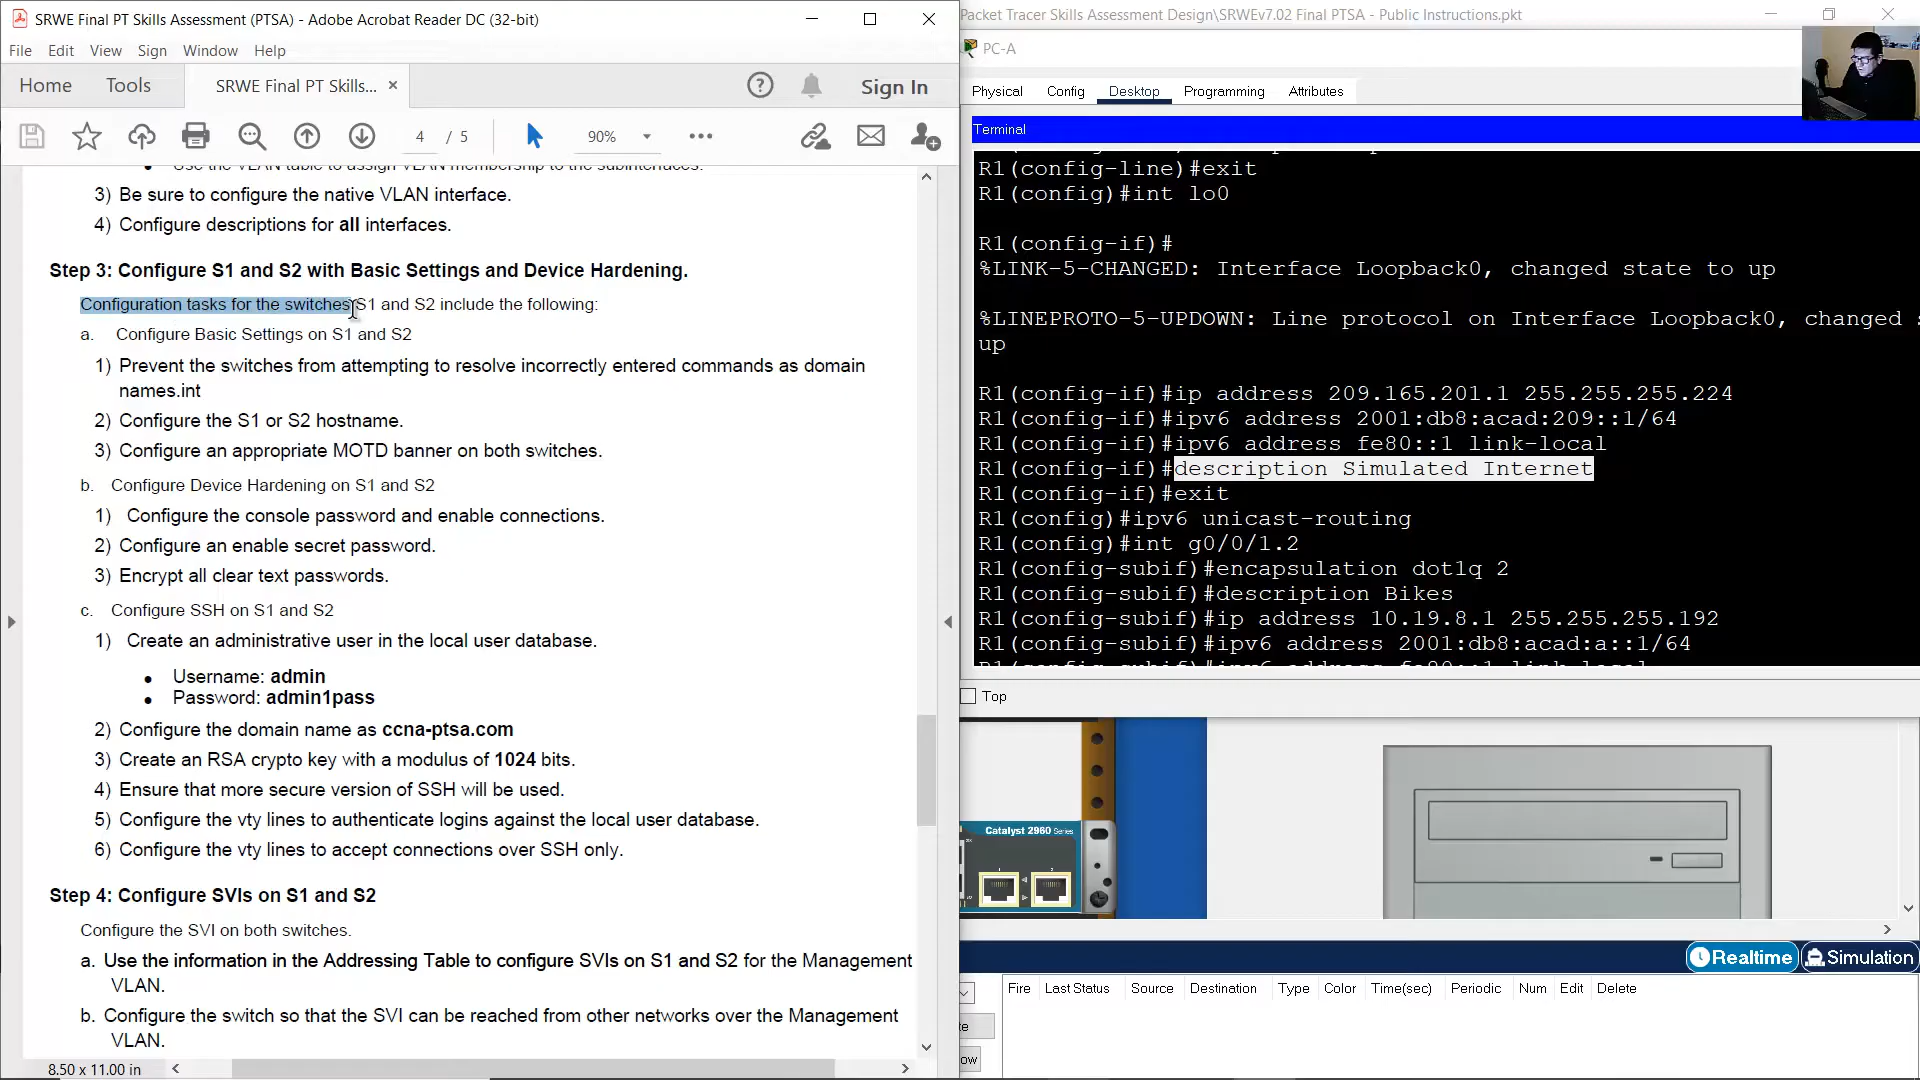 SRWE Final PT Skills Assessment (PTSA) - Adobe Acrobat Reader DC (32-bit)
File Edit View Sign Window Help
Home Tools SRWE Final PT Skills... × Sign In
4 / 5 90%
Use the VLAN table to assign VLAN membership to the subinterfaces.
3) Be sure to configure the native VLAN interface.
4) Configure descriptions for all interfaces.
Step 3: Configure S1 and S2 with Basic Settings and Device Hardening.
Configuration tasks for the switches S1 and S2 include the following:
a. Configure Basic Settings on S1 and S2
1) Prevent the switches from attempting to resolve incorrectly entered commands as domain
names.int
2) Configure the S1 or S2 hostname.
3) Configure an appropriate MOTD banner on both switches.
b. Configure Device Hardening on S1 and S2
1) Configure the console password and enable connections.
2) Configure an enable secret password.
3) Encrypt all clear text passwords.
c. Configure SSH on S1 and S2
1) Create an administrative user in the local user database.
• Username: admin
• Password: admin1pass
2) Configure the domain name as ccna-ptsa.com
3) Create an RSA crypto key with a modulus of 1024 bits.
4) Ensure that more secure version of SSH will be used.
5) Configure the vty lines to authenticate logins against the local user database.
6) Configure the vty lines to accept connections over SSH only.
Step 4: Configure SVIs on S1 and S2
Configure the SVI on both switches.
a. Use the information in the Addressing Table to configure SVIs on S1 and S2 for the Management
VLAN.
b. Configure the switch so that the SVI can be reached from other networks over the Management
VLAN.
8.50 x 11.00 in
Packet Tracer Skills Assessment Design\SRWEv7.02 Final PTSA - Public Instructions.pkt
PC-A
Physical Config Desktop Programming Attributes
Terminal
R1(config-line)#exit
R1(config)#int lo0
R1(config-if)#
%LINK-5-CHANGED: Interface Loopback0, changed state to up
%LINEPROTO-5-UPDOWN: Line protocol on Interface Loopback0, changed
up
R1(config-if)#ip address 209.165.201.1 255.255.255.224
R1(config-if)#ipv6 address 2001:db8:acad:209::1/64
R1(config-if)#ipv6 address fe80::1 link-local
R1(config-if)#description Simulated Internet
R1(config-if)#exit
R1(config)#ipv6 unicast-routing
R1(config)#int g0/0/1.2
R1(config-subif)#encapsulation dot1q 2
R1(config-subif)#description Bikes
R1(config-subif)#ip address 10.19.8.1 255.255.255.192
R1(config-subif)#ipv6 address 2001:db8:acad:a::1/64
R1(config-subif)#ipv6 address fe80::1 link-local
Top
Catalyst 2960 Series
Realtime Simulation
Fire Last Status Source Destination Type Color Time(sec) Periodic Num Edit Delete